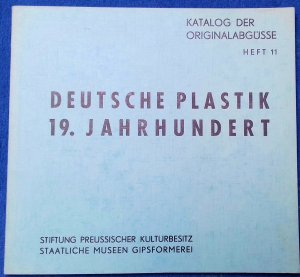 KATALOG DER
ORIGINALABGÜSSE
HEFT 11
DEUTSCHE PLASTIK
19. JAHRHUNDERT
STIFTUNG PREUSSISCHER KULTURBESITZ
STAATLICHE MUSEEN GIPSFORMEREI